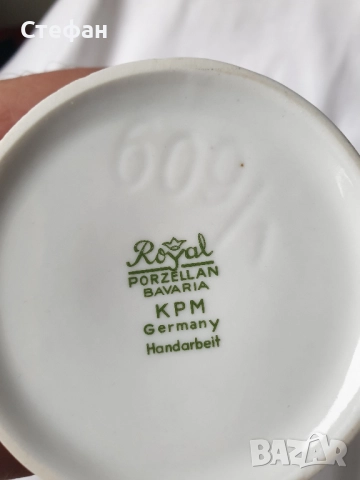 Стефан
609/1
Royal
PORZELLAN
BAVARIA
KPM
Germany
Handarbeit
BAZAR